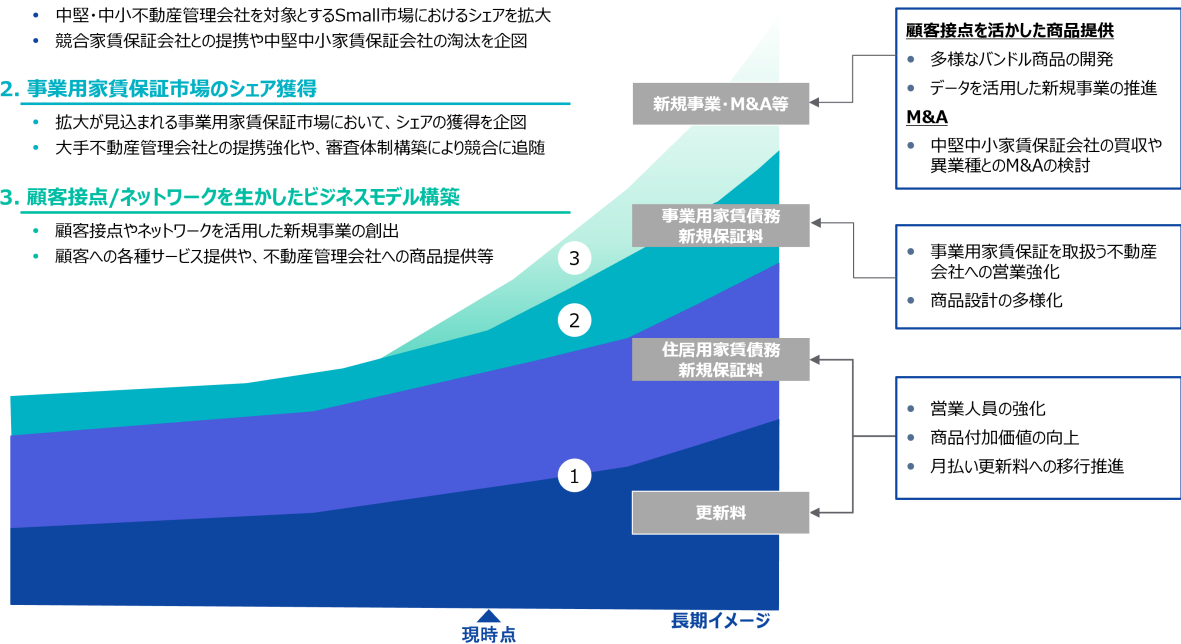 • 中堅・中小不動産管理会社を対象とするSmall市場におけるシェアを拡大
• 競合家賃保証会社との提携や中堅中小家賃保証会社の淘汰を企図
2. 事業用家賃保証市場のシェア獲得
• 拡大が見込まれる事業用家賃保証市場において、シェアの獲得を企図
• 大手不動産管理会社との提携強化や、審査体制構築により競合に追随
3. 顧客接点/ネットワークを生かしたビジネスモデル構築
• 顧客接点やネットワークを活用した新規事業の創出
• 顧客への各種サービス提供や、不動産管理会社への商品提供等
新規事業・M&A等
事業用家賃債務
新規保証料
住居用家賃債務
新規保証料
更新料
3
2
1
現時点
長期イメージ
顧客接点を活かした商品提供
• 多様なバンドル商品の開発
• データを活用した新規事業の推進
M&A
• 中堅中小家賃保証会社の買収や
異業種とのM&Aの検討
• 事業用家賃保証を取扱う不動産
会社への営業強化
• 商品設計の多様化
• 営業人員の強化
• 商品付加価値の向上
• 月払い更新料への移行推進